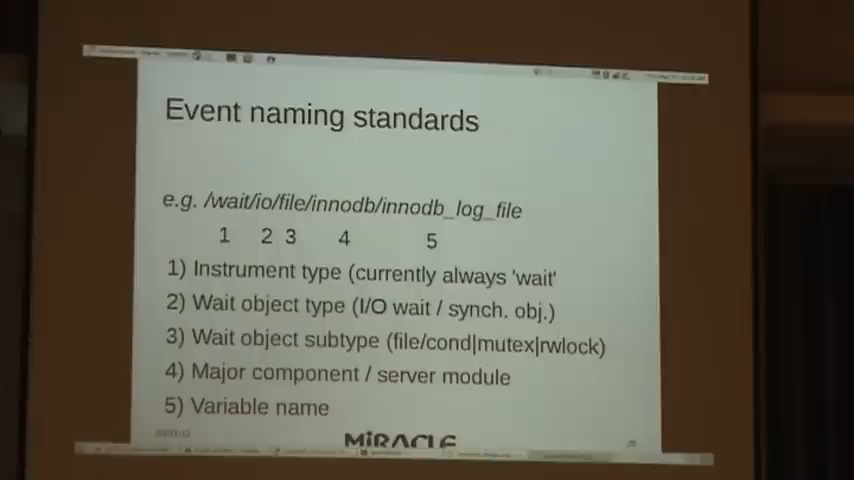 Event naming standards
e.g. /wait/io/file/innodb/innodb_log_file
1 2 3 4 5
1) Instrument type (currently always 'wait'
2) Wait object type (I/O wait / synch. obj.)
3) Wait object subtype (file/cond|mutex|rwlock)
4) Major component / server module
5) Variable name
MIRACLE